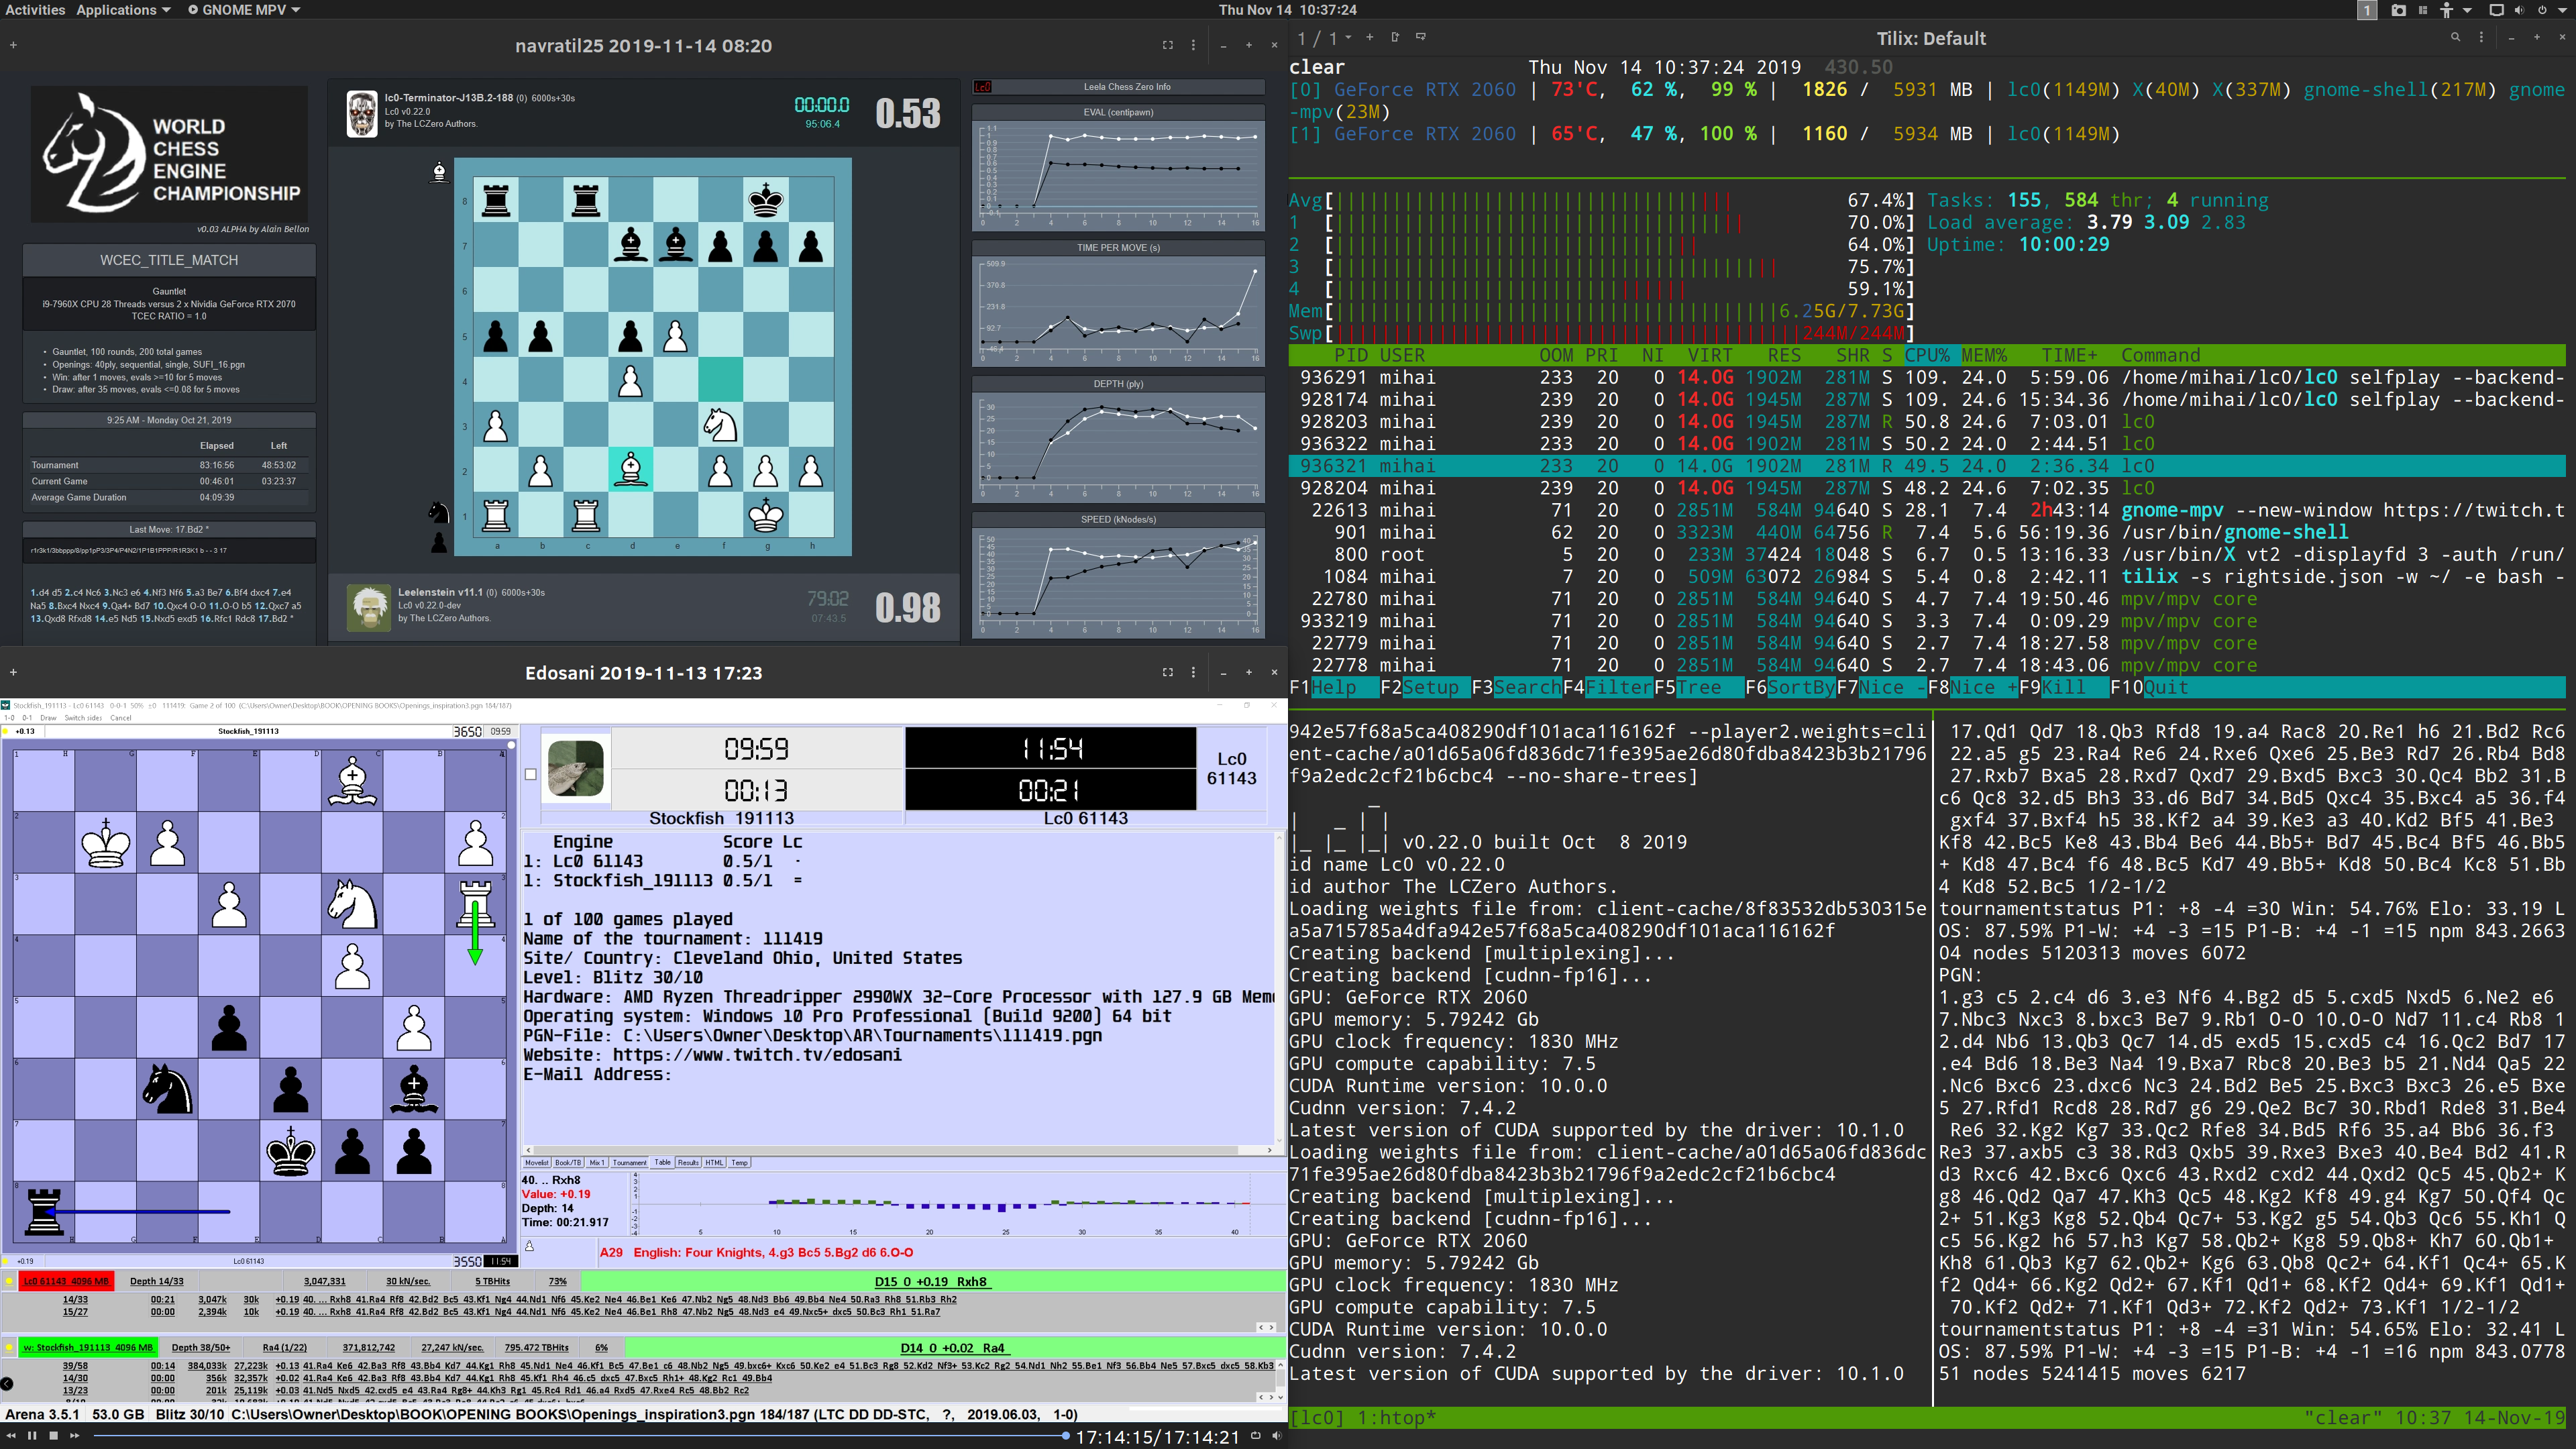 Activities Applications GNOME MPV Thu Nov 14 10:37:24 1
navratil25 2019-11-14 08:20
WORLD
CHESS
ENGINE
CHAMPIONSHIP
v0.03 ALPHA by Alain Bellon
WCEC_TITLE_MATCH
Gauntlet
i9-7960X CPU 28 Threads versus 2 x Nividia GeForce RTX 2070
TCEC RATIO = 1.0
• Gauntlet, 100 rounds, 200 total games
• Openings: 40ply, sequential, single, SUFI_16.pgn
• Win: after 1 moves, evals >=10 for 5 moves
• Draw: after 35 moves, evals <=0.08 for 5 moves
9:25 AM - Monday Oct 21, 2019
Elapsed Left
Tournament 83:16:56 48:53:02
Current Game 00:46:01 03:23:37
Average Game Duration 04:09:39
Last Move: 17.Bd2 *
r1r3k1/3bbppp/8/pp1pP3/3P4/P4N2/1P1B1PPP/R1R3K1 b - - 3 17
1.d4 d5 2.c4 Nc6 3.Nc3 e6 4.Nf3 Nf6 5.a3 Be7 6.Bf4 dxc4 7.e4
Na5 8.Bxc4 Nxc4 9.Qa4+ Bd7 10.Qxc4 O-O 11.O-O b5 12.Qxc7 a5
13.Qxd8 Rfxd8 14.e5 Nd5 15.Nxd5 exd5 16.Rfc1 Rdc8 17.Bd2 *
lc0-Terminator-J13B.2-188 (0) 6000s+30s
Lc0 v0.22.0
by The LCZero Authors.
00:00.0
95:06.4
0.53
8
7
6
5
4
3
2
1
a b c d e f g h
Leelenstein v11.1 (0) 6000s+30s
Lc0 v0.22.0-dev
by The LCZero Authors.
79:02
07:43.5
0.98
Lc0 Leela Chess Zero Info
EVAL (centipawn)
TIME PER MOVE (s)
509.9
370.8
231.8
92.7
DEPTH (ply)
SPEED (kNodes/s)
1 / 1 Tilix: Default
clear Thu Nov 14 10:37:24 2019 430.50
[0] GeForce RTX 2060 | 73'C, 62 %, 99 % | 1826 / 5931 MB | lc0(1149M) X(40M) X(337M) gnome-shell(217M) gnome
-mpv(23M)
[1] GeForce RTX 2060 | 65'C, 47 %, 100 % | 1160 / 5934 MB | lc0(1149M)
Avg[ 67.4%] Tasks: 155, 584 thr; 4 running
1 [ 70.0%] Load average: 3.79 3.09 2.83
2 [ 64.0%] Uptime: 10:00:29
3 [ 75.7%]
4 [ 59.1%]
Mem[ 6.25G/7.73G]
Swp[ 244M/244M]
PID USER OOM PRI NI VIRT RES SHR S CPU% MEM% TIME+ Command
936291 mihai 233 20 0 14.0G 1902M 281M S 109. 24.0 5:59.06 /home/mihai/lc0/lc0 selfplay --backend-
928174 mihai 239 20 0 14.0G 1945M 287M S 109. 24.6 15:34.36 /home/mihai/lc0/lc0 selfplay --backend-
928203 mihai 239 20 0 14.0G 1945M 287M R 50.8 24.6 7:03.01 lc0
936322 mihai 233 20 0 14.0G 1902M 281M S 50.2 24.0 2:44.51 lc0
936321 mihai 233 20 0 14.0G 1902M 281M R 49.5 24.0 2:36.34 lc0
928204 mihai 239 20 0 14.0G 1945M 287M S 48.2 24.6 7:02.35 lc0
22613 mihai 71 20 0 2851M 584M 94640 S 28.1 7.4 2h43:14 gnome-mpv --new-window https://twitch.t
901 mihai 62 20 0 3323M 440M 64756 R 7.4 5.6 56:19.36 /usr/bin/gnome-shell
800 root 5 20 0 233M 37424 18048 S 6.7 0.5 13:16.33 /usr/bin/X vt2 -displayfd 3 -auth /run/
1084 mihai 7 20 0 509M 63072 26984 S 5.4 0.8 2:42.11 tilix -s rightside.json -w ~/ -e bash -
22780 mihai 71 20 0 2851M 584M 94640 S 4.7 7.4 19:50.46 mpv/mpv core
933219 mihai 71 20 0 2851M 584M 94640 S 3.3 7.4 0:09.29 mpv/mpv core
22779 mihai 71 20 0 2851M 584M 94640 S 2.7 7.4 18:27.58 mpv/mpv core
22778 mihai 71 20 0 2851M 584M 94640 S 2.7 7.4 18:43.06 mpv/mpv core
F1Help F2Setup F3SearchF4FilterF5Tree F6SortByF7Nice -F8Nice +F9Kill F10Quit
Edosani 2019-11-13 17:23
Stockfish_191113 - Lc0 61143 0-0-1 50% ±0 111419: Game 2 of 100 (C:\Users\Owner\Desktop\BOOK\OPENING BOOKS\Openings_inspiration3.pgn 184/187)
1-0 0-1 Draw Switch sides Cancel
+0.13 Stockfish_191113 3650 09:59
+0.19 Lc0 61143 3550 11:54
09:59 11:54
00:13 00:21
Lc0
61143
Stockfish 191113 Lc0 61143
Engine Score Lc
1: Lc0 61143 0.5/1 ·
1: Stockfish_191113 0.5/1 =
1 of 100 games played
Name of the tournament: 111419
Site/ Country: Cleveland Ohio, United States
Level: Blitz 30/10
Hardware: AMD Ryzen Threadripper 2990WX 32-Core Processor with 127.9 GB Mem
Operating system: Windows 10 Pro Professional (Build 9200) 64 bit
PGN-File: C:\Users\Owner\Desktop\AR\Tournaments\111419.pgn
Website: https://www.twitch.tv/edosani
E-Mail Address:
Movelist Book/TB Mix 1 Tournament Table Results HTML Temp
40. .. Rxh8
Value: +0.19
Depth: 14
Time: 00:21.917
5 10 15 20 25 30 35 40
A29 English: Four Knights, 4.g3 Bc5 5.Bg2 d6 6.O-O
Lc0 61143 4096 MB Depth 14/33 3,047,331 30 kN/sec. 5 TBHits 73% D15 0 +0.19 Rxh8
14/33 00:21 3,047k 30k +0.19 40. ... Rxh8 41.Ra4 Rf8 42.Bd2 Bc5 43.Kf1 Ng4 44.Nd1 Nf6 45.Ke2 Ne4 46.Be1 Ke6 47.Nb2 Ng5 48.Nd3 Bb6 49.Bb4 Ne4 50.Ra3 Rh8 51.Rb3 Rh2
15/27 00:00 2,394k 10k +0.19 40. ... Rxh8 41.Ra4 Rf8 42.Bd2 Bc5 43.Kf1 Ng4 44.Nd1 Nf6 45.Ke2 Ne4 46.Be1 Rh8 47.Nb2 Ng5 48.Nd3 e4 49.Nxc5+ dxc5 50.Bc3 Rh1 51.Ra7
w: Stockfish_191113 4096 MB Depth 38/50+ Ra4 (1/22) 371,812,742 27,247 kN/sec. 795.472 TBHits 6% D14 0 +0.02 Ra4
39/58 00:14 384,033k 27,223k +0.13 41.Ra4 Ke6 42.Ba3 Rf8 43.Bb4 Kd7 44.Kg1 Rh8 45.Nd1 Ne4 46.Kf1 Bc5 47.Be1 c6 48.Nb2 Ng5 49.bxc6+ Kxc6 50.Ke2 e4 51.Bc3 Rg8 52.Kd2 Nf3+ 53.Kc2 Rg2 54.Nd1 Nh2 55.Be1 Nf3 56.Bb4 Ne5 57.Bxc5 dxc5 58.Kb3
14/30 00:00 356k 32,357k +0.02 41.Ra4 Ke6 42.Ba3 Rf8 43.Bb4 Kd7 44.Kg1 Rh8 45.Kf1 Rh4 46.c5 dxc5 47.Bxc5 Rh1+ 48.Kg2 Rc1 49.Bb4
13/23 00:00 201k 25,119k +0.03 41.Nd5 Nxd5 42.cxd5 e4 43.Ra4 Rg8+ 44.Kh3 Rg1 45.Rc4 Rd1 46.a4 Rxd5 47.Rxe4 Rc5 48.Bb2 Rc2
Arena 3.5.1 53.0 GB Blitz 30/10 C:\Users\Owner\Desktop\BOOK\OPENING BOOKS\Openings_inspiration3.pgn 184/187 (LTC DD DD-STC, ?, 2019.06.03, 1-0)
17:14:15/17:14:21
942e57f68a5ca408290df101aca116162f --player2.weights=cli
ent-cache/a01d65a06fd836dc71fe395ae26d80fdba8423b3b21796
f9a2edc2cf21b6cbc4 --no-share-trees]
_
| _ | |
|_ |_ |_| v0.22.0 built Oct 8 2019
id name Lc0 v0.22.0
id author The LCZero Authors.
Loading weights file from: client-cache/8f83532db530315e
a5a715785a4dfa942e57f68a5ca408290df101aca116162f
Creating backend [multiplexing]...
Creating backend [cudnn-fp16]...
GPU: GeForce RTX 2060
GPU memory: 5.79242 Gb
GPU clock frequency: 1830 MHz
GPU compute capability: 7.5
CUDA Runtime version: 10.0.0
Cudnn version: 7.4.2
Latest version of CUDA supported by the driver: 10.1.0
Loading weights file from: client-cache/a01d65a06fd836dc
71fe395ae26d80fdba8423b3b21796f9a2edc2cf21b6cbc4
Creating backend [multiplexing]...
Creating backend [cudnn-fp16]...
GPU: GeForce RTX 2060
GPU memory: 5.79242 Gb
GPU clock frequency: 1830 MHz
GPU compute capability: 7.5
CUDA Runtime version: 10.0.0
Cudnn version: 7.4.2
Latest version of CUDA supported by the driver: 10.1.0
17.Qd1 Qd7 18.Qb3 Rfd8 19.a4 Rac8 20.Re1 h6 21.Bd2 Rc6
22.a5 g5 23.Ra4 Re6 24.Rxe6 Qxe6 25.Be3 Rd7 26.Rb4 Bd8
27.Rxb7 Bxa5 28.Rxd7 Qxd7 29.Bxd5 Bxc3 30.Qc4 Bb2 31.B
c6 Qc8 32.d5 Bh3 33.d6 Bd7 34.Bd5 Qxc4 35.Bxc4 a5 36.f4
gxf4 37.Bxf4 h5 38.Kf2 a4 39.Ke3 a3 40.Kd2 Bf5 41.Be3
Kf8 42.Bc5 Ke8 43.Bb4 Be6 44.Bb5+ Bd7 45.Bc4 Bf5 46.Bb5
+ Kd8 47.Bc4 f6 48.Bc5 Kd7 49.Bb5+ Kd8 50.Bc4 Kc8 51.Bb
4 Kd8 52.Bc5 1/2-1/2
tournamentstatus P1: +8 -4 =30 Win: 54.76% Elo: 33.19 L
OS: 87.59% P1-W: +4 -3 =15 P1-B: +4 -1 =15 npm 843.2663
04 nodes 5120313 moves 6072
PGN:
1.g3 c5 2.c4 d6 3.e3 Nf6 4.Bg2 d5 5.cxd5 Nxd5 6.Ne2 e6
7.Nbc3 Nxc3 8.bxc3 Be7 9.Rb1 O-O 10.O-O Nd7 11.c4 Rb8 1
2.d4 Nb6 13.Qb3 Qc7 14.d5 exd5 15.cxd5 c4 16.Qc2 Bd7 17
.e4 Bd6 18.Be3 Na4 19.Bxa7 Rbc8 20.Be3 b5 21.Nd4 Qa5 22
.Nc6 Bxc6 23.dxc6 Nc3 24.Bd2 Be5 25.Bxc3 Bxc3 26.e5 Bxe
5 27.Rfd1 Rcd8 28.Rd7 g6 29.Qe2 Bc7 30.Rbd1 Rde8 31.Be4
Re6 32.Kg2 Kg7 33.Qc2 Rfe8 34.Bd5 Rf6 35.a4 Bb6 36.f3
Re3 37.axb5 c3 38.Rd3 Qxb5 39.Rxe3 Bxe3 40.Be4 Bd2 41.R
d3 Rxc6 42.Bxc6 Qxc6 43.Rxd2 cxd2 44.Qxd2 Qc5 45.Qb2+ K
g8 46.Qd2 Qa7 47.Kh3 Qc5 48.Kg2 Kf8 49.g4 Kg7 50.Qf4 Qc
2+ 51.Kg3 Kg8 52.Qb4 Qc7+ 53.Kg2 g5 54.Qb3 Qc6 55.Kh1 Q
c5 56.Kg2 h6 57.h3 Kg7 58.Qb2+ Kg8 59.Qb8+ Kh7 60.Qb1+
Kh8 61.Qb3 Kg7 62.Qb2+ Kg6 63.Qb8 Qc2+ 64.Kf1 Qc4+ 65.K
f2 Qd4+ 66.Kg2 Qd2+ 67.Kf1 Qd1+ 68.Kf2 Qd4+ 69.Kf1 Qd1+
70.Kf2 Qd2+ 71.Kf1 Qd3+ 72.Kf2 Qd2+ 73.Kf1 1/2-1/2
tournamentstatus P1: +8 -4 =31 Win: 54.65% Elo: 32.41 L
OS: 87.59% P1-W: +4 -3 =15 P1-B: +4 -1 =16 npm 843.0778
51 nodes 5241415 moves 6217
[lc0] 1:htop* "clear" 10:37 14-Nov-19